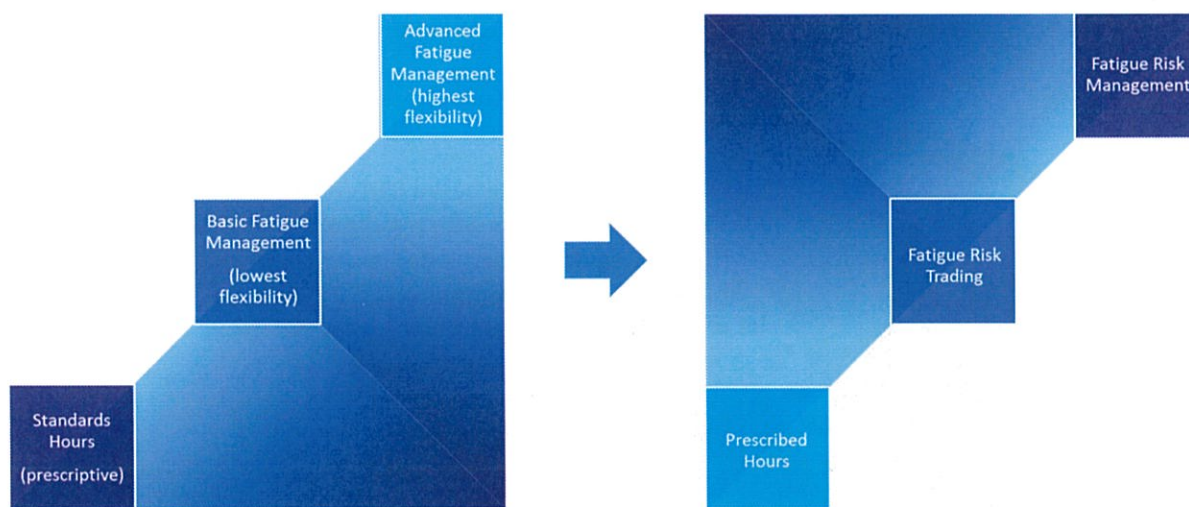 Advanced
Fatigue
Management
(highest
flexibility)
Basic Fatigue
Management
(lowest
flexibility)
Standards
Hours
(prescriptive)
Fatigue Risk
Management
Fatigue Risk
Trading
Prescribed
Hours